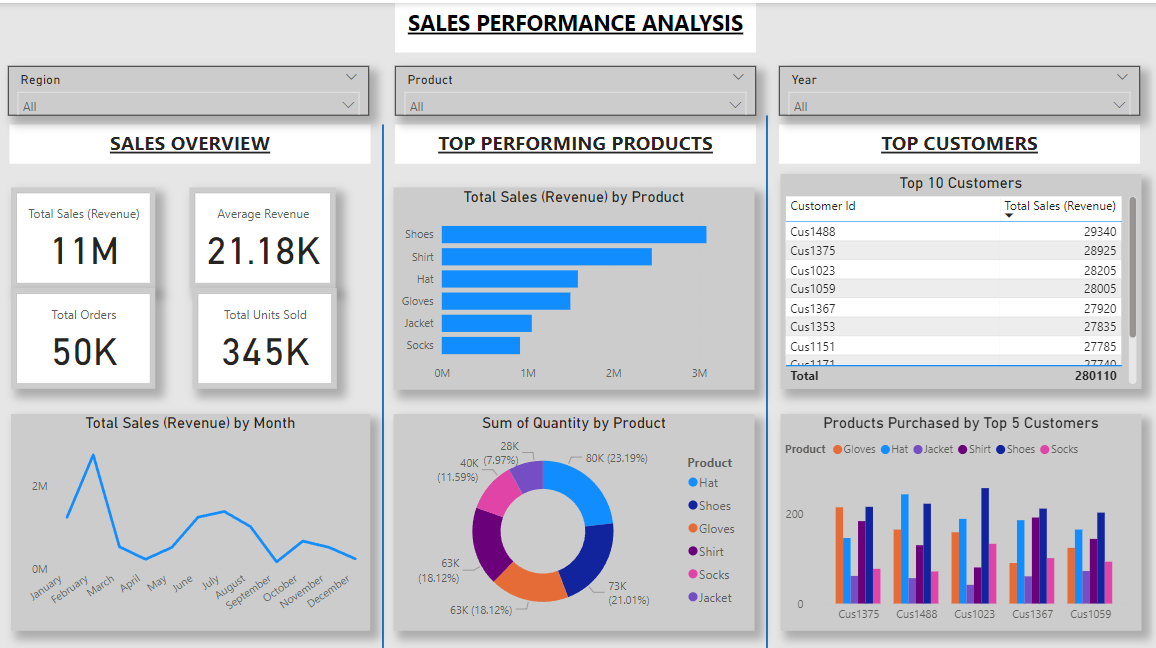 SALES PERFORMANCE ANALYSIS
Region
All
Product
All
Year
All
SALES OVERVIEW
Total Sales (Revenue)
11M
Average Revenue
21.18K
Total Orders
50K
Total Units Sold
345K
Total Sales (Revenue) by Month
2M
0M
January
February
March
April
May
June
July
August
September
October
November
December
TOP PERFORMING PRODUCTS
Total Sales (Revenue) by Product
Shoes
Shirt
Hat
Gloves
Jacket
Socks
0M 1M 2M 3M
Sum of Quantity by Product
80K (23.19%)
73K
(21.01%)
63K (18.12%)
63K
(18.12%)
40K
(11.59%)
28K
(7.97%)
Product
Hat
Shoes
Gloves
Shirt
Socks
Jacket
TOP CUSTOMERS
Top 10 Customers
Customer Id Total Sales (Revenue)
Cus1488 29340
Cus1375 28925
Cus1023 28205
Cus1059 28005
Cus1367 27920
Cus1353 27835
Cus1151 27785
Cus1171 27740
Total 280110
Products Purchased by Top 5 Customers
Product Gloves Hat Jacket Shirt Shoes Socks
200
0
Cus1375 Cus1488 Cus1023 Cus1367 Cus1059